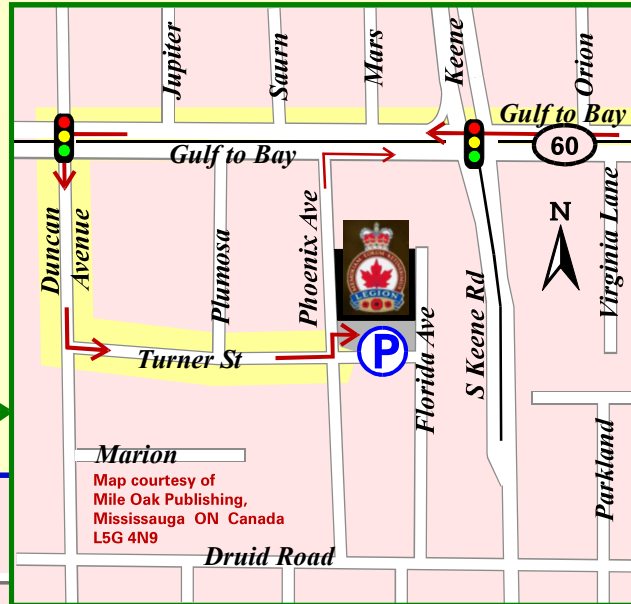 Jupiter
Saurn
Mars
Keene
Orion
Gulf to Bay
60
Gulf to Bay
N
Duncan
Avenue
Plumosa
Phoenix Ave
LEGION
Florida Ave
S Keene Rd
Virginia Lane
P
Turner St
Marion
Parkland
Map courtesy of
Mile Oak Publishing,
Mississauga ON Canada
L5G 4N9
Druid Road